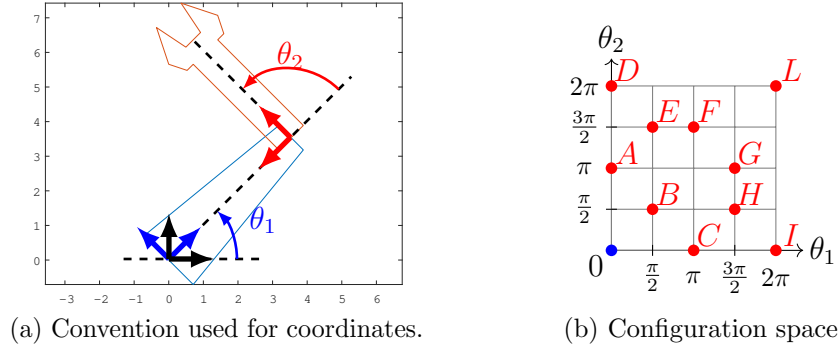 7
6
5
4
3
2
1
0
-3 -2 -1 0 1 2 3 4 5 6
θ₂
θ₁
(a) Convention used for coordinates.
θ₂
D L
2π
E F
3π/2
A G
π
B H
π/2
C I
0 π/2 π 3π/2 2π θ₁
(b) Configuration space